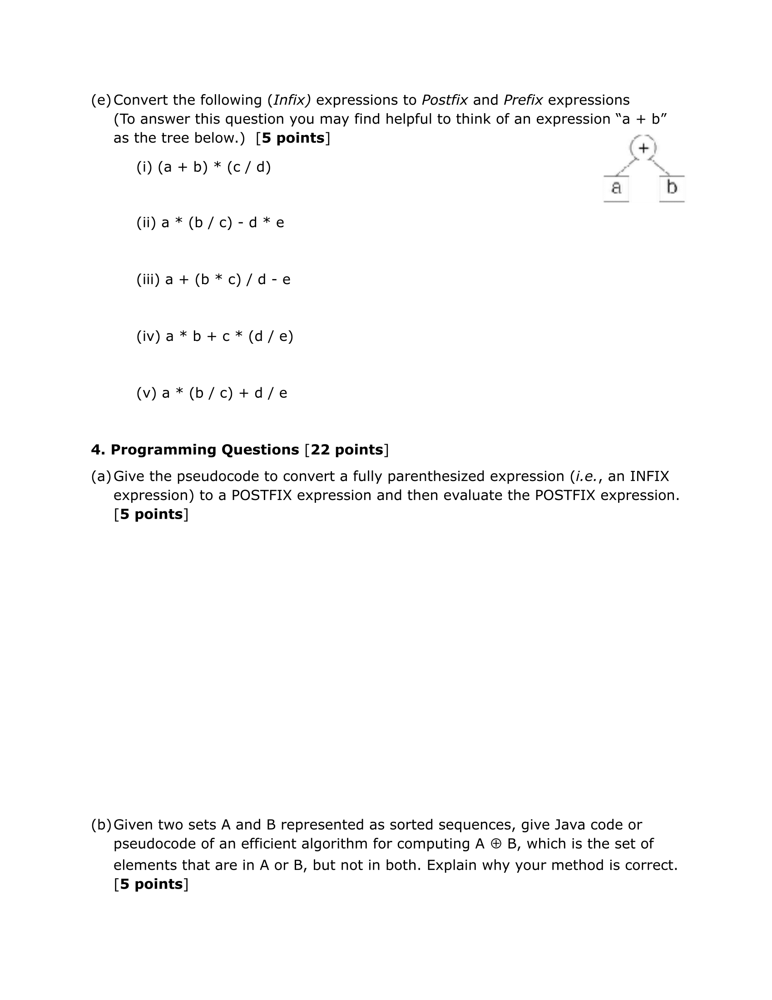 (e) Convert the following (Infix) expressions to Postfix and Prefix expressions
(To answer this question you may find helpful to think of an expression “a + b”
as the tree below.) [5 points]
+
a b
(i) (a + b) * (c / d)
(ii) a * (b / c) - d * e
(iii) a + (b * c) / d - e
(iv) a * b + c * (d / e)
(v) a * (b / c) + d / e
4. Programming Questions [22 points]
(a) Give the pseudocode to convert a fully parenthesized expression (i.e., an INFIX
expression) to a POSTFIX expression and then evaluate the POSTFIX expression.
[5 points]
(b) Given two sets A and B represented as sorted sequences, give Java code or
pseudocode of an efficient algorithm for computing A ⊕ B, which is the set of
elements that are in A or B, but not in both. Explain why your method is correct.
[5 points]